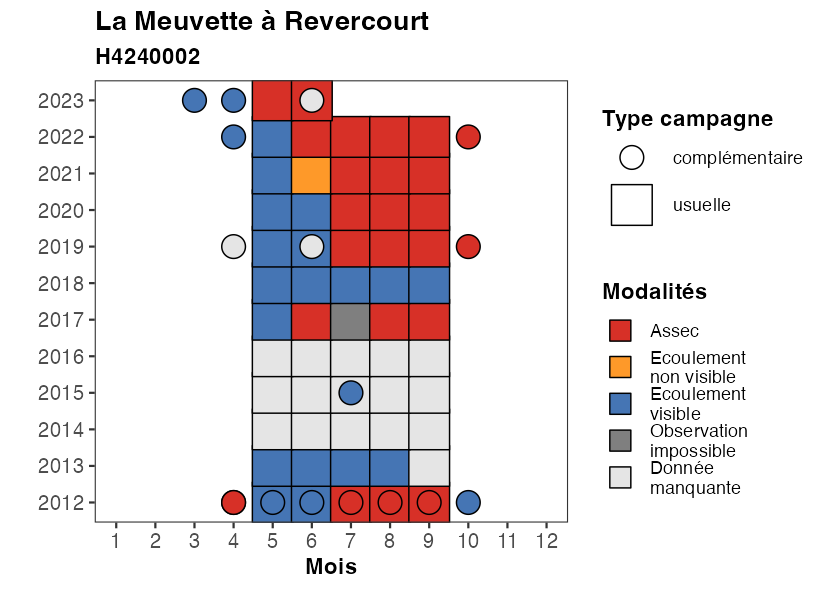 La Meuvette à Revercourt
H4240002
2023
2022
2021
2020
2019
2018
2017
2016
2015
2014
2013
2012
1 2 3 4 5 6 7 8 9 10 11 12
Mois
Type campagne
complémentaire
usuelle
Modalités
Assec
Ecoulement
non visible
Ecoulement
visible
Observation
impossible
Donnée
manquante